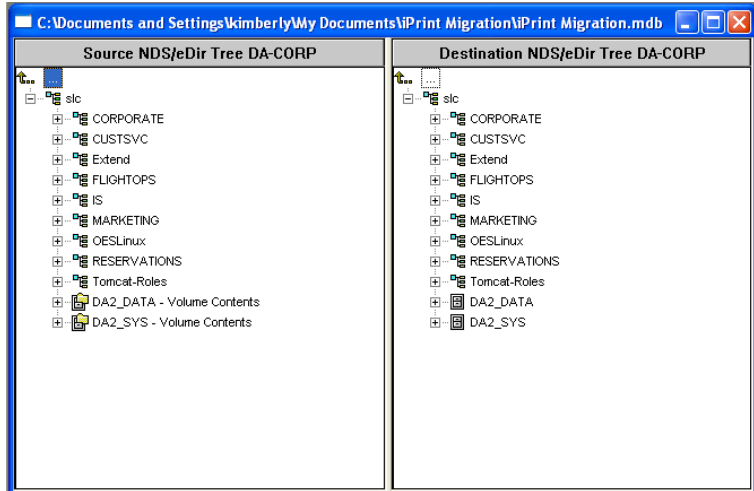 C:\Documents and Settings\kimberly\My Documents\iPrint Migration\iPrint Migration.mdb
Source NDS/eDir Tree DA-CORP
...
slc
CORPORATE
CUSTSVC
Extend
FLIGHTOPS
IS
MARKETING
OESLinux
RESERVATIONS
Tomcat-Roles
DA2_DATA - Volume Contents
DA2_SYS - Volume Contents
Destination NDS/eDir Tree DA-CORP
...
slc
CORPORATE
CUSTSVC
Extend
FLIGHTOPS
IS
MARKETING
OESLinux
RESERVATIONS
Tomcat-Roles
DA2_DATA
DA2_SYS